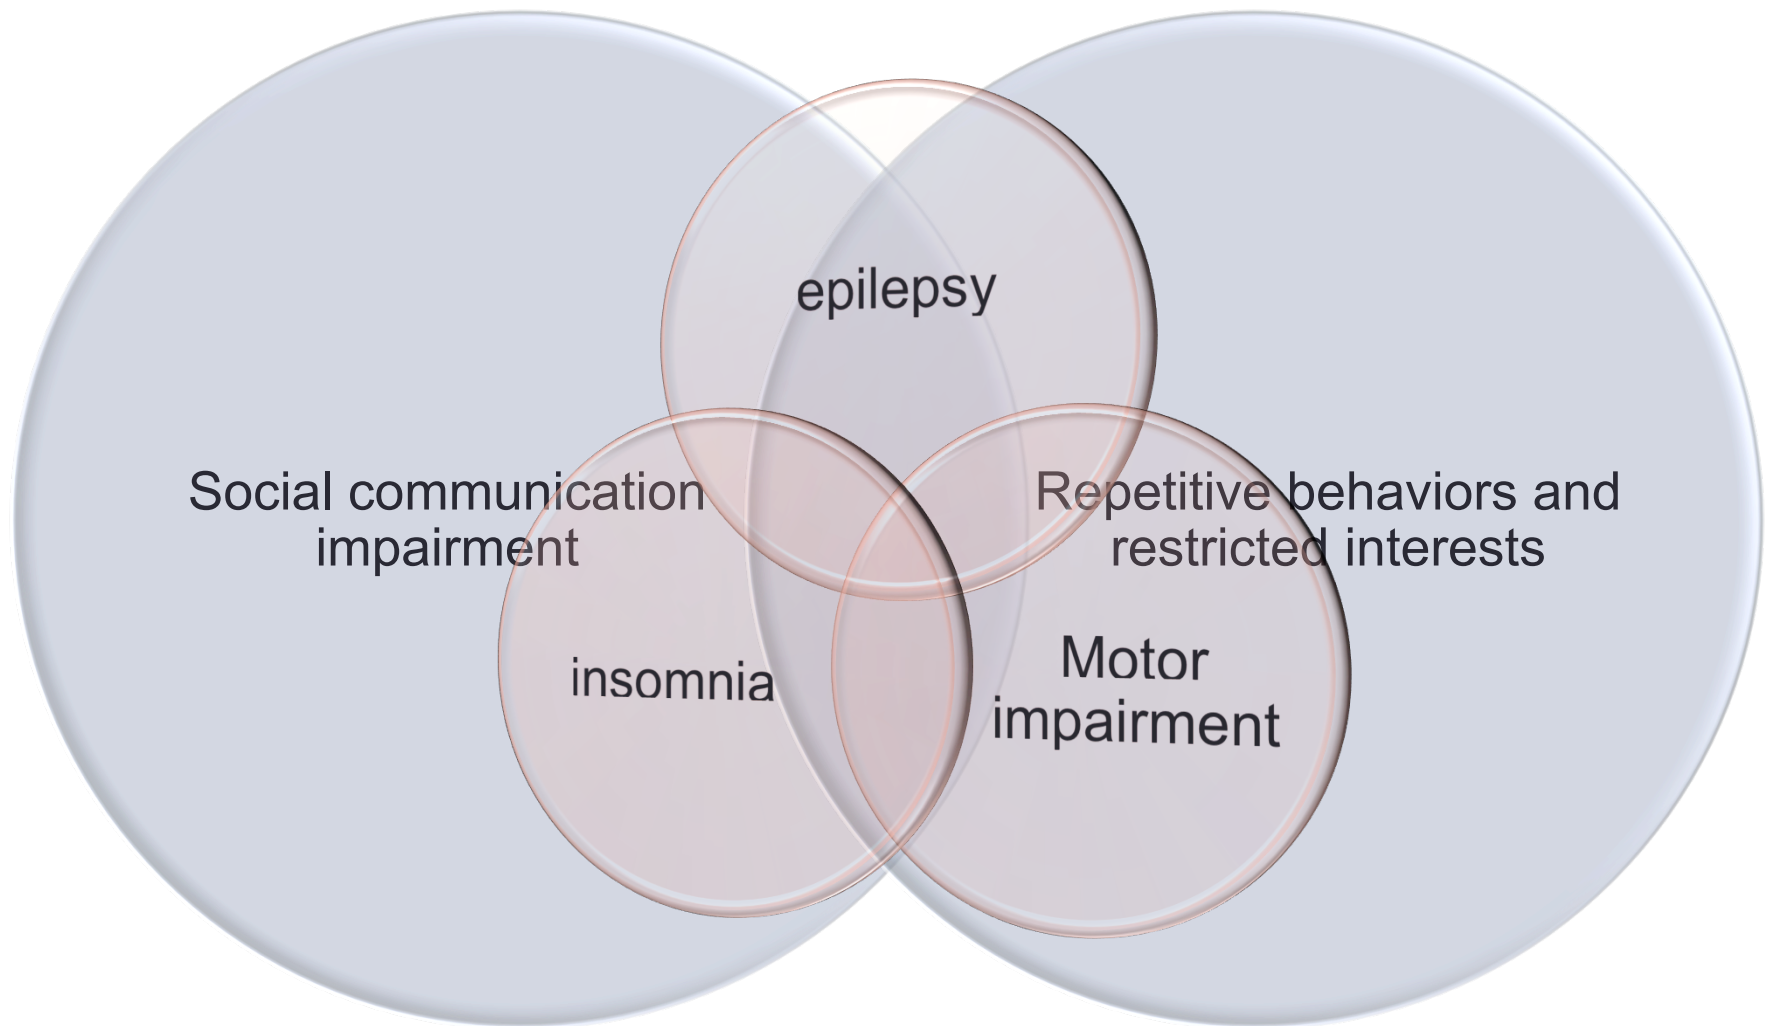 epilepsy
Social communication
impairment
Repetitive behaviors and
restricted interests
insomnia
Motor
impairment